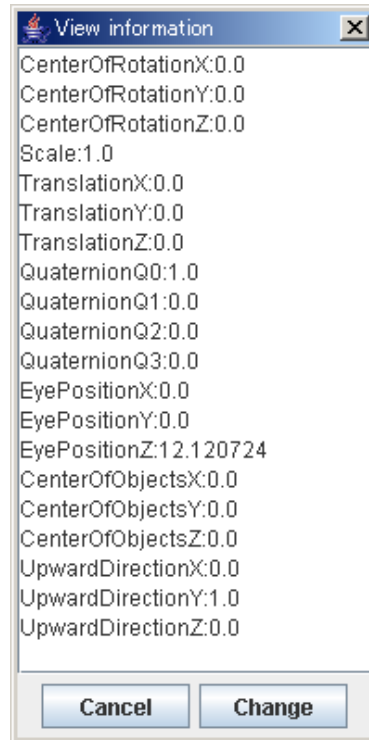 View information
CenterOfRotationX:0.0
CenterOfRotationY:0.0
CenterOfRotationZ:0.0
Scale:1.0
TranslationX:0.0
TranslationY:0.0
TranslationZ:0.0
QuaternionQ0:1.0
QuaternionQ1:0.0
QuaternionQ2:0.0
QuaternionQ3:0.0
EyePositionX:0.0
EyePositionY:0.0
EyePositionZ:12.120724
CenterOfObjectsX:0.0
CenterOfObjectsY:0.0
CenterOfObjectsZ:0.0
UpwardDirectionX:0.0
UpwardDirectionY:1.0
UpwardDirectionZ:0.0
Cancel Change